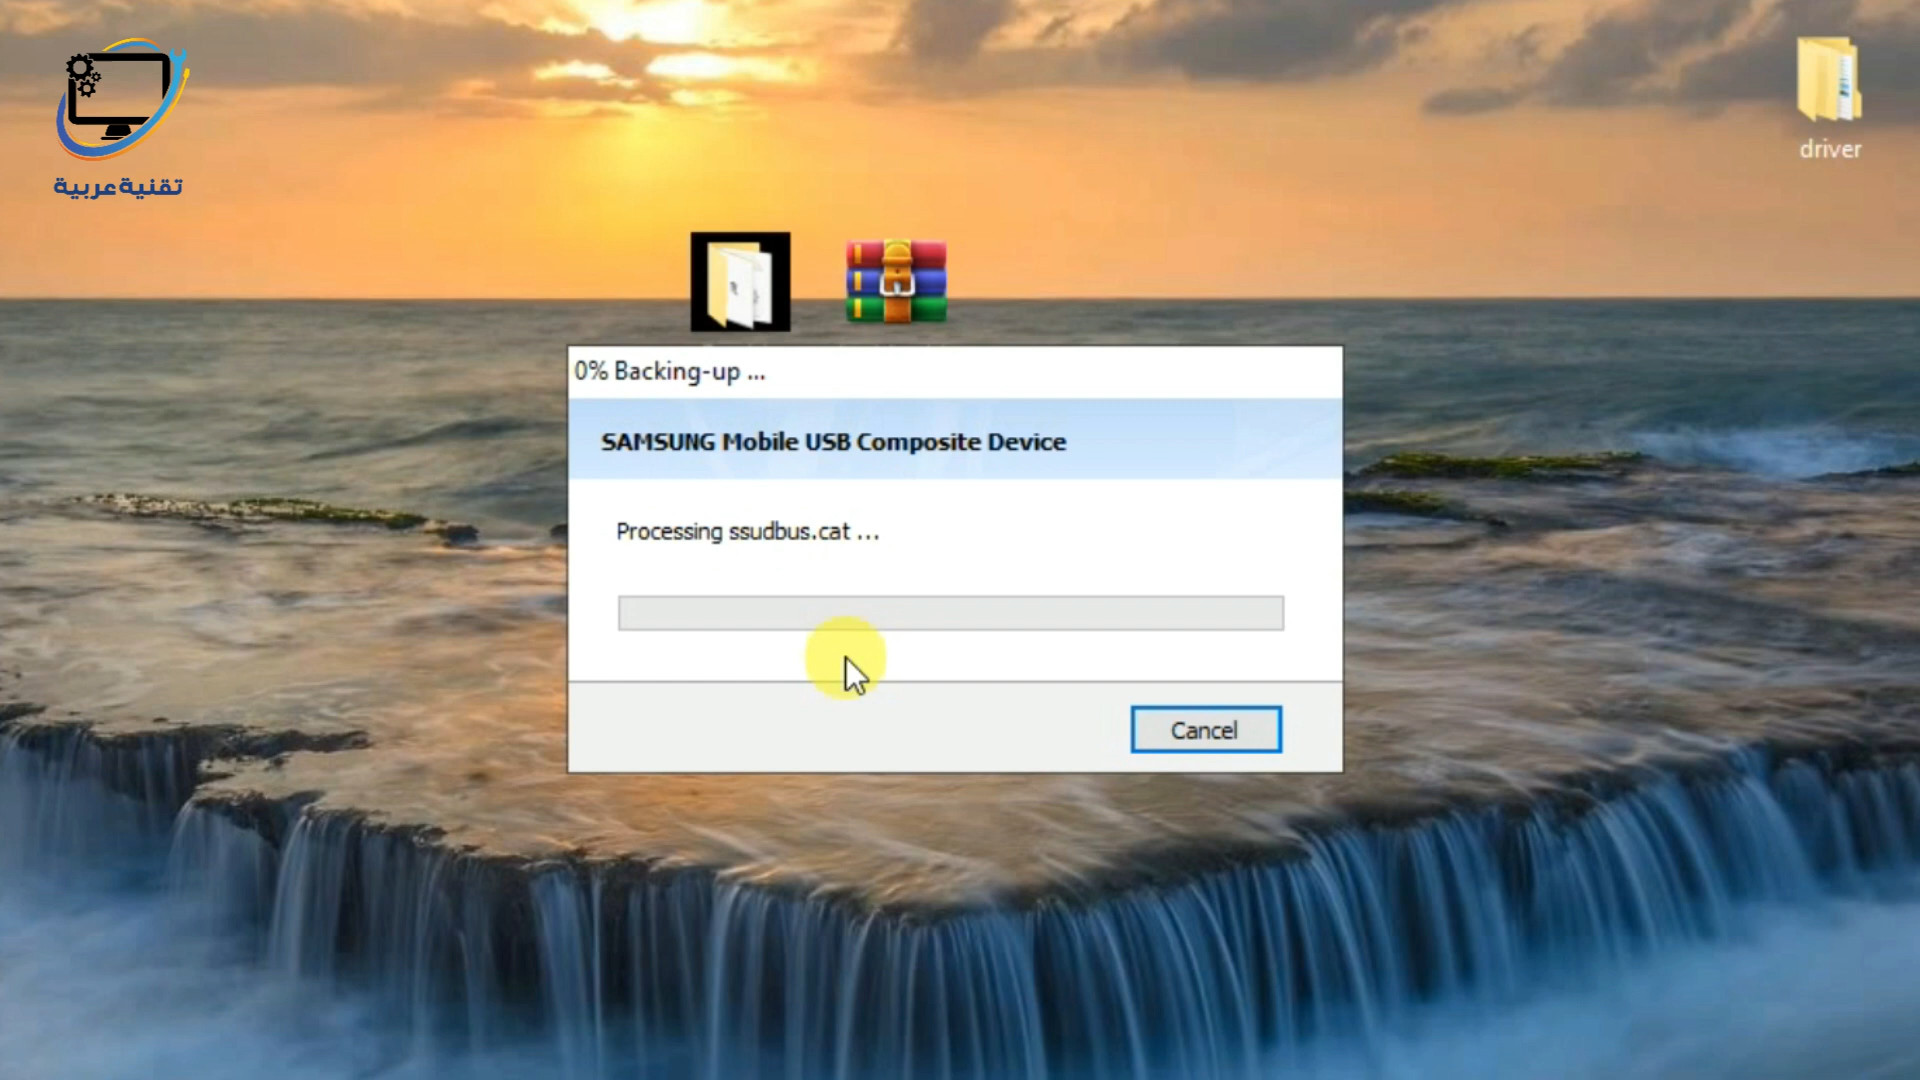 تقنية عربية
driver
0% Backing-up ...
SAMSUNG Mobile USB Composite Device
Processing ssudbus.cat ...
Cancel